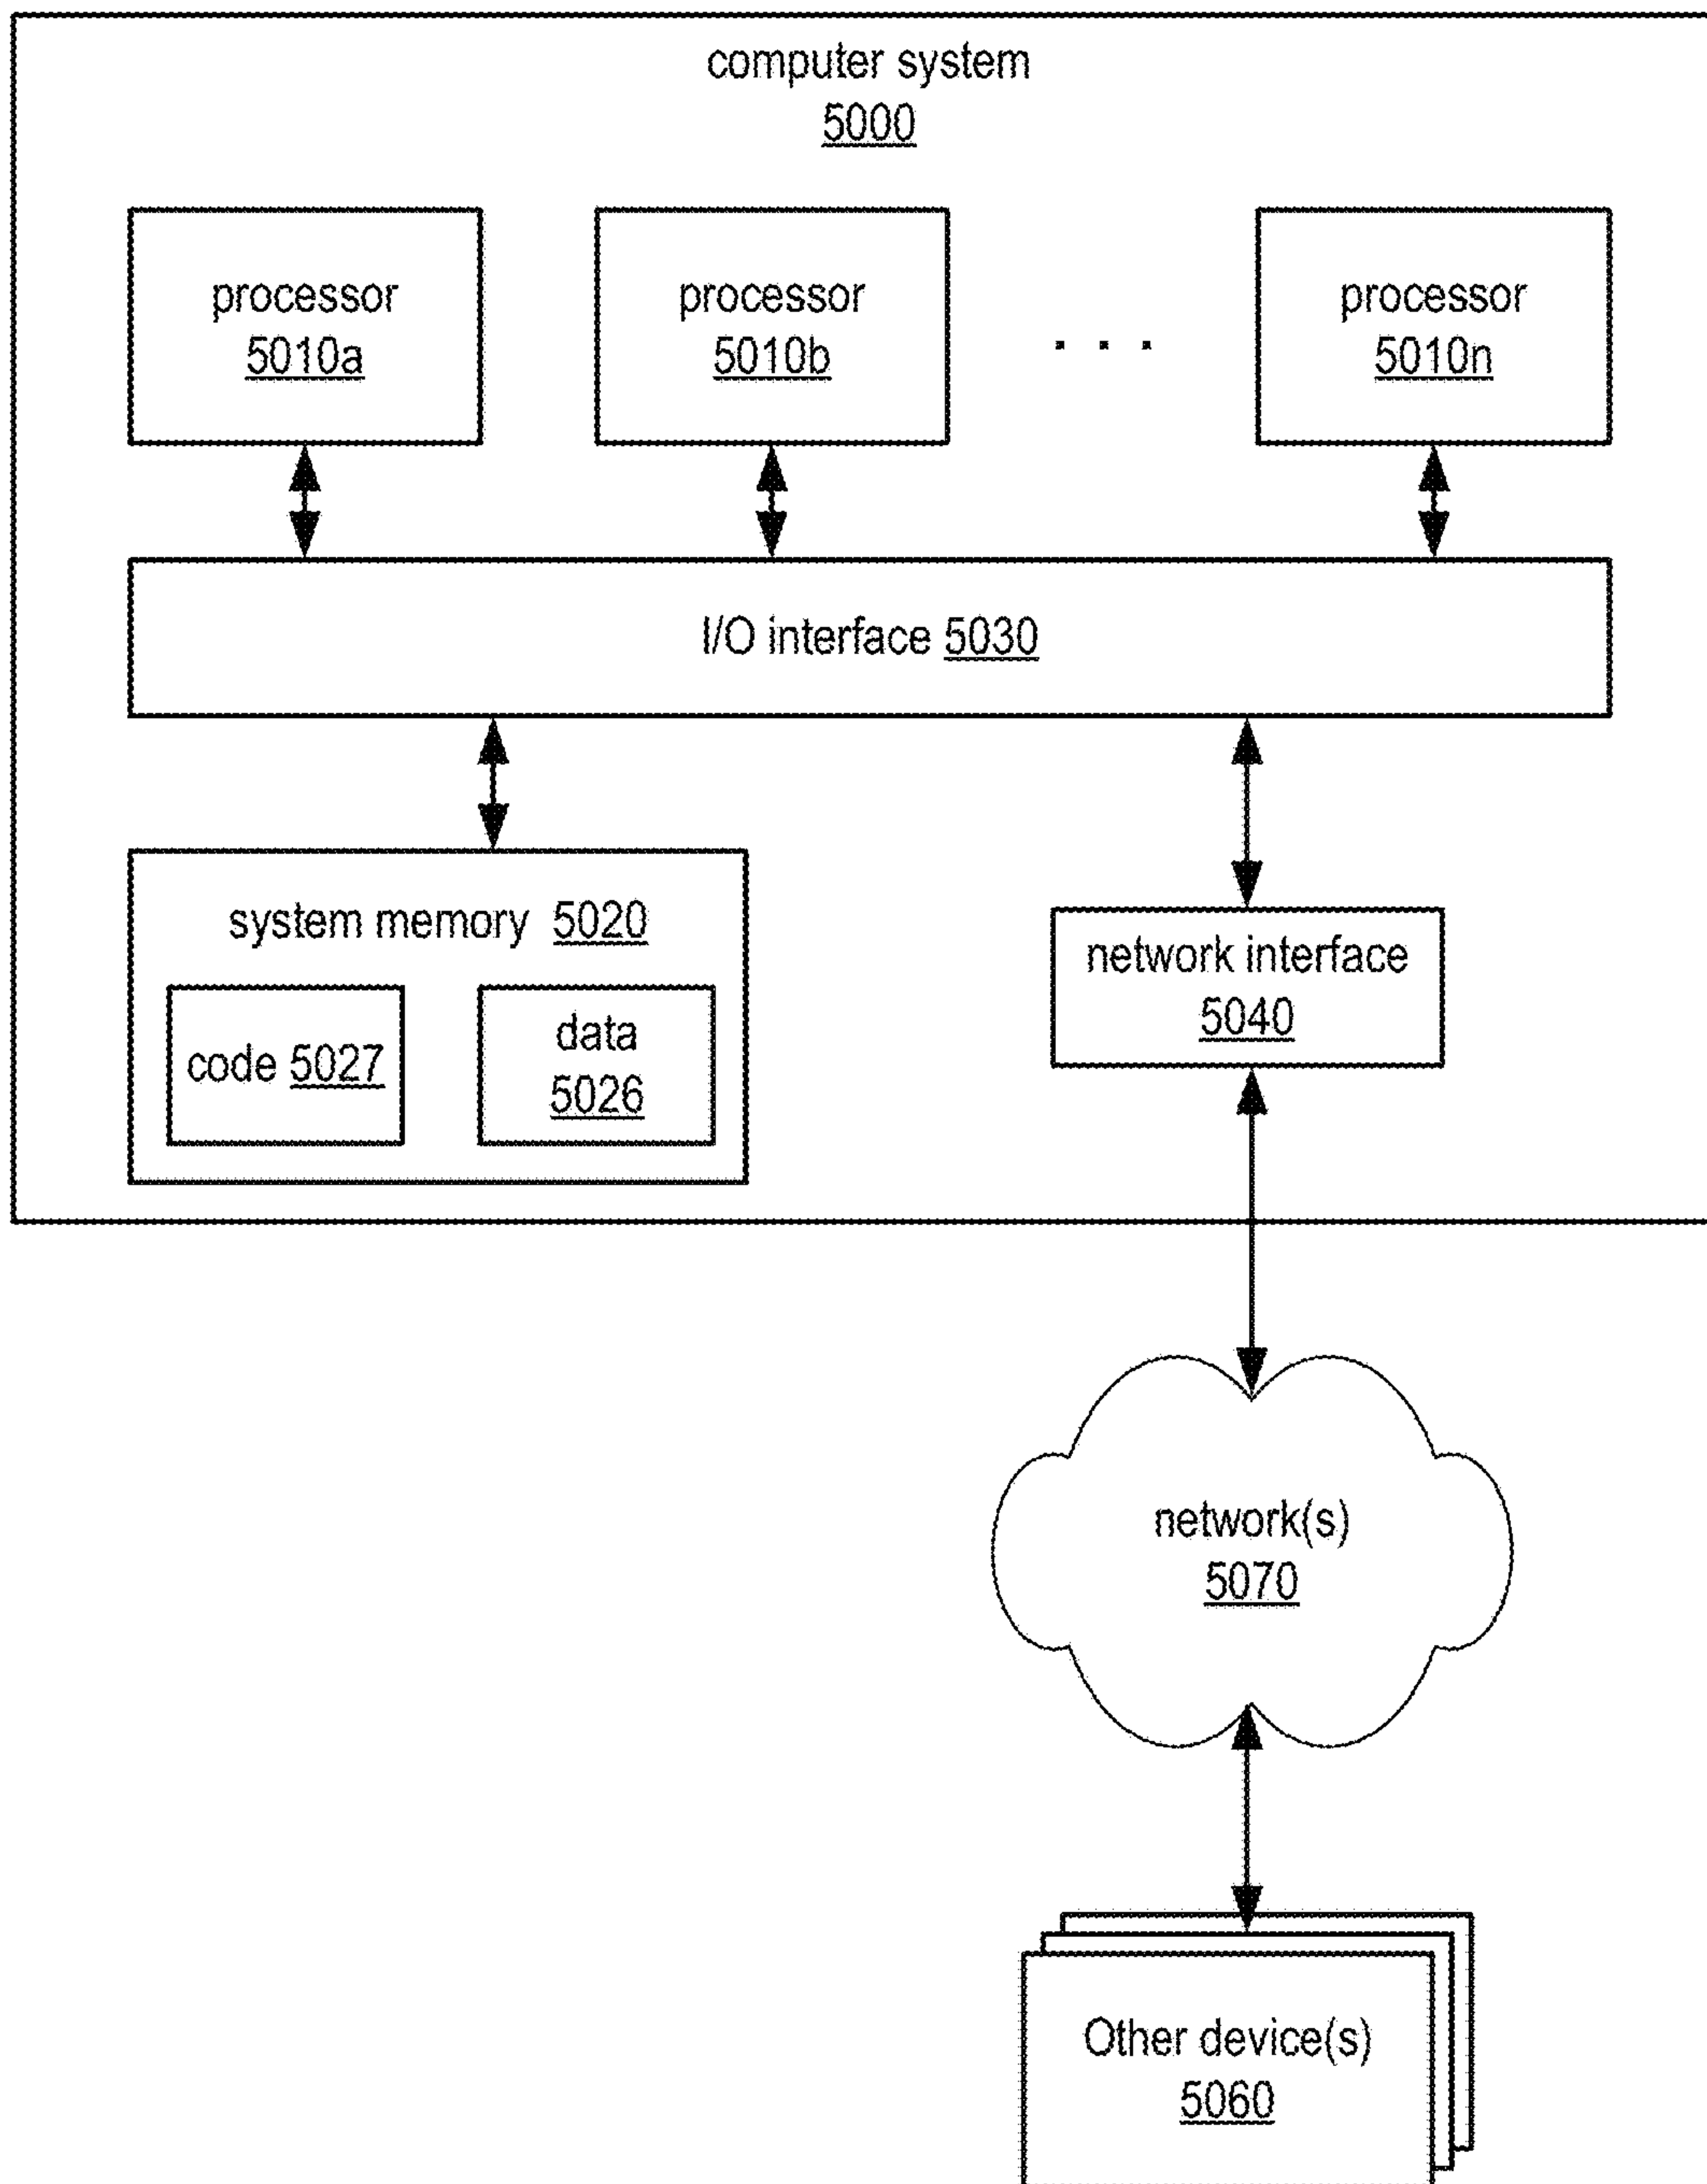 computer system
5000
processor
5010a
processor
5010b
. . .
processor
5010n
I/O interface 5030
system memory 5020
code 5027
data
5026
network interface
5040
network(s)
5070
Other device(s)
5060